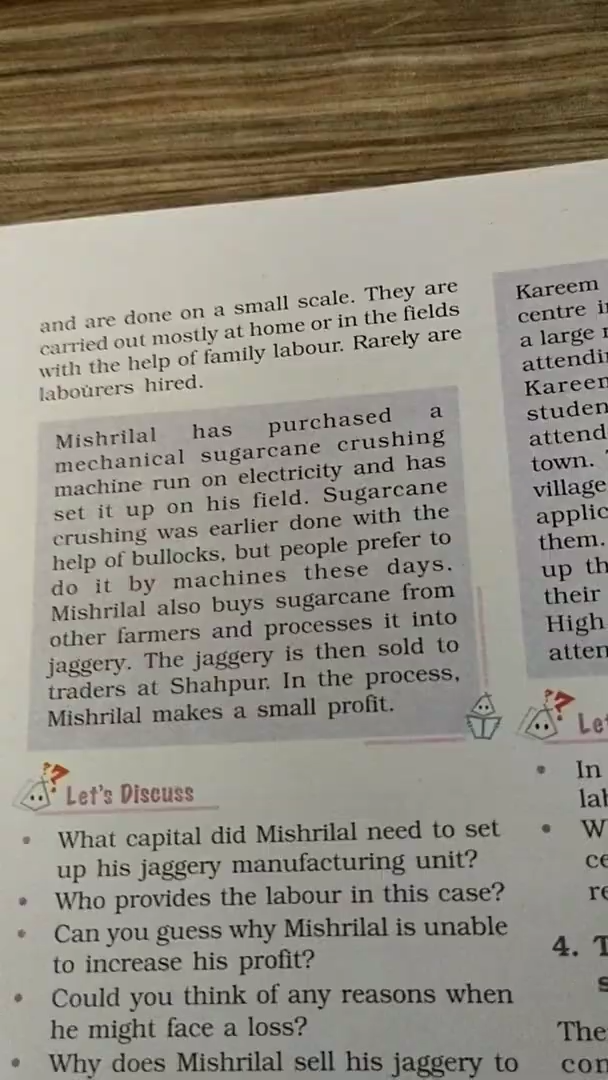 and are done on a small scale. They are
carried out mostly at home or in the fields
with the help of family labour. Rarely are
labourers hired.
Mishrilal has purchased a
mechanical sugarcane crushing
machine run on electricity and has
set it up on his field. Sugarcane
crushing was earlier done with the
help of bullocks, but people prefer to
do it by machines these days.
Mishrilal also buys sugarcane from
other farmers and processes it into
jaggery. The jaggery is then sold to
traders at Shahpur. In the process,
Mishrilal makes a small profit.
Let's Discuss
• What capital did Mishrilal need to set
up his jaggery manufacturing unit?
• Who provides the labour in this case?
• Can you guess why Mishrilal is unable
to increase his profit?
• Could you think of any reasons when
he might face a loss?
• Why does Mishrilal sell his jaggery to
Kareem
centre
a large
town.
village
them.
up
their
High
• In
4.
The